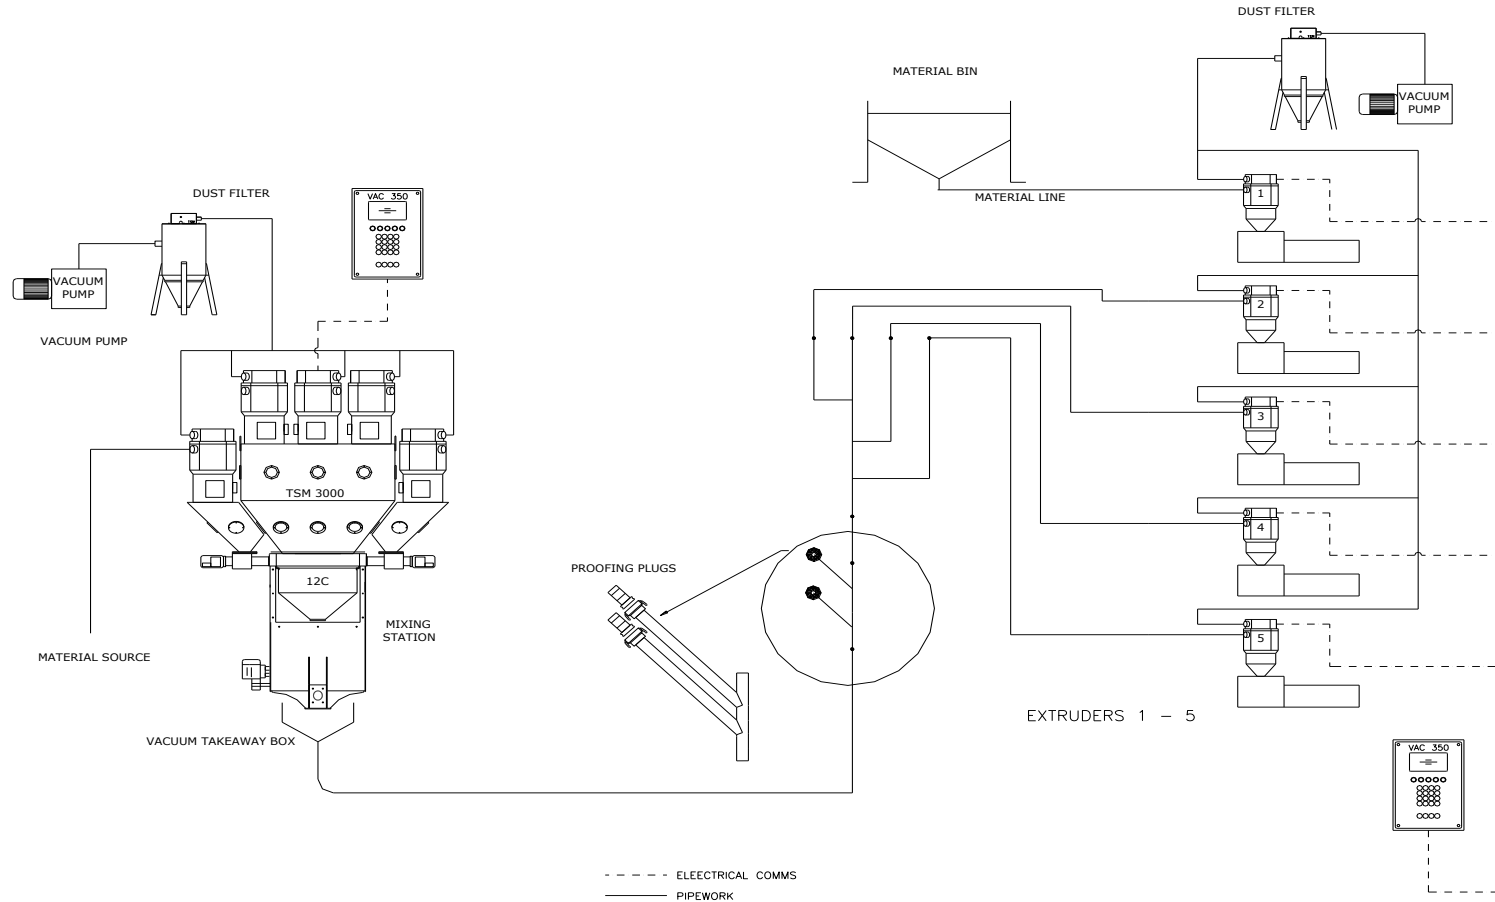 DUST FILTER
MATERIAL BIN
VACUUM
PUMP
MATERIAL LINE
1
DUST FILTER
VAC 350
VACUUM
PUMP
VACUUM PUMP
2
3
4
5
TSM 3000
12C
MIXING
STATION
MATERIAL SOURCE
VACUUM TAKEAWAY BOX
PROOFING PLUGS
EXTRUDERS 1 - 5
VAC 350
ELEECTRICAL COMMS
PIPEWORK